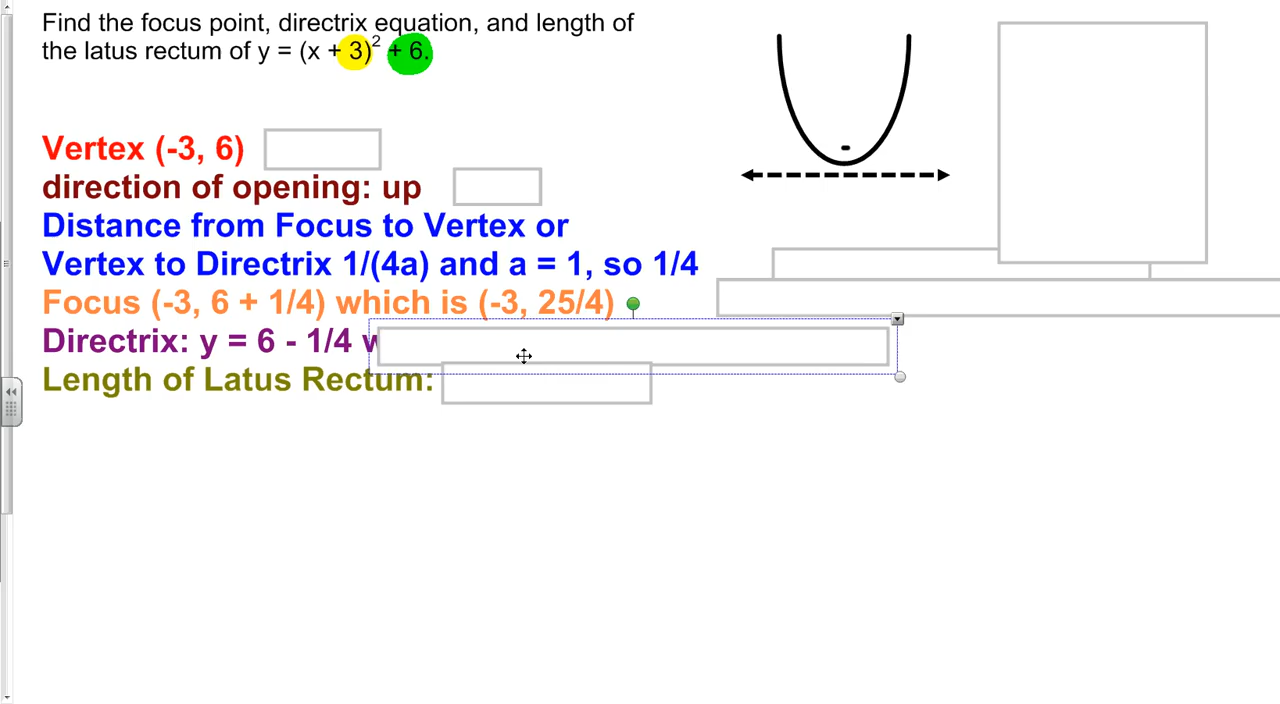 Find the focus point, directrix equation, and length of
the latus rectum of y = (x + 3)² + 6.
Vertex (-3, 6)
direction of opening: up
Distance from Focus to Vertex or
Vertex to Directrix 1/(4a) and a = 1, so 1/4
Focus (-3, 6 + 1/4) which is (-3, 25/4)
Directrix: y = 6 - 1/4
Length of Latus Rectum: